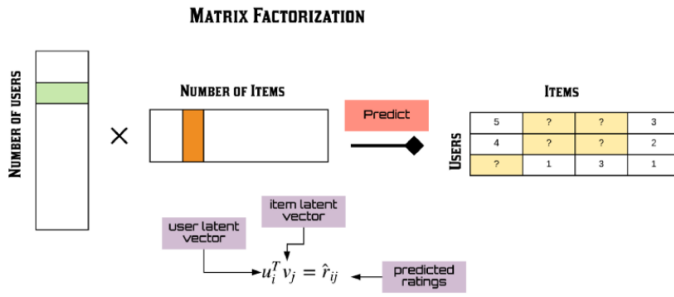 MATRIX FACTORIZATION
NUMBER OF USERS
×
NUMBER OF ITEMS
Predict
ITEMS
USERS
5 ? ? 3
4 ? ? 2
? 1 3 1
item latent
vector
user latent
vector
u_i^T v_j = r̂_ij
predicted
ratings